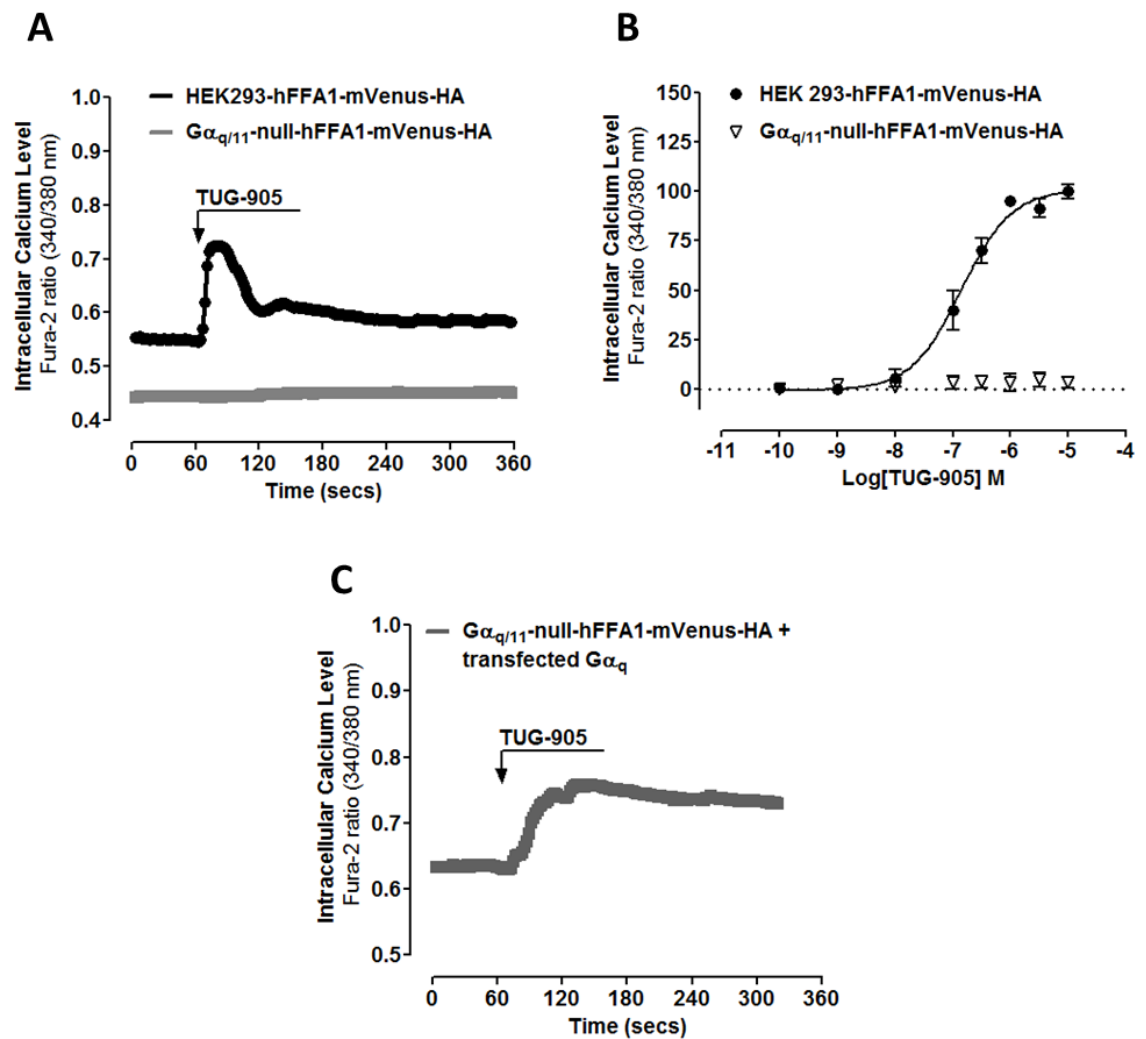 A
HEK293-hFFA1-mVenus-HA
Gαq/11-null-hFFA1-mVenus-HA
TUG-905
Intracellular Calcium Level
Fura-2 ratio (340/380 nm)
1.0
0.9
0.8
0.7
0.6
0.5
0.4
0 60 120 180 240 300 360
Time (secs)
B
HEK 293-hFFA1-mVenus-HA
Gαq/11-null-hFFA1-mVenus-HA
Intracellular Calcium Level
Fura-2 ratio (340/380 nm)
150
125
100
75
50
25
0
-11 -10 -9 -8 -7 -6 -5 -4
Log[TUG-905] M
C
Gαq/11-null-hFFA1-mVenus-HA +
transfected Gαq
TUG-905
Intracellular Calcium Level
Fura-2 ratio (340/380 nm)
1.0
0.9
0.8
0.7
0.6
0.5
0 60 120 180 240 300 360
Time (secs)